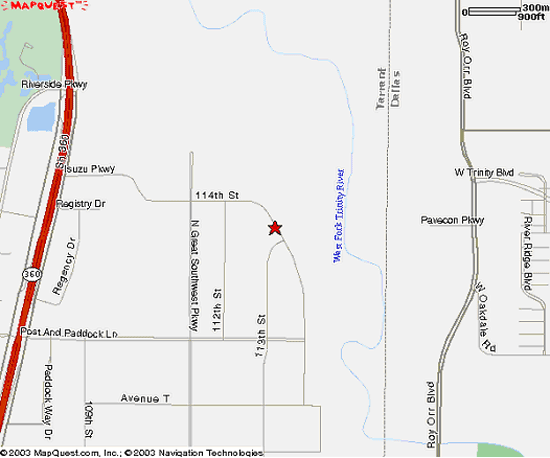 MAPQUEST
0 300m
900ft
Riverside Pkwy
SH 360
Isuzu Pkwy
114th St
Registry Dr
Regency Dr
360
N Great Southwest Pkwy
112th St
113th St
Post And Paddock Ln
Paddock Way Dr
109th St
Avenue T
West Fork Trinity River
Tarrant
Dallas
Roy Orr Blvd
W Trinity Blvd
Pavecon Pkwy
River Ridge Blvd
W Oakdale Rd
Roy Orr Blvd
© 2003 MapQuest.com, Inc.; © 2003 Navigation Technologies